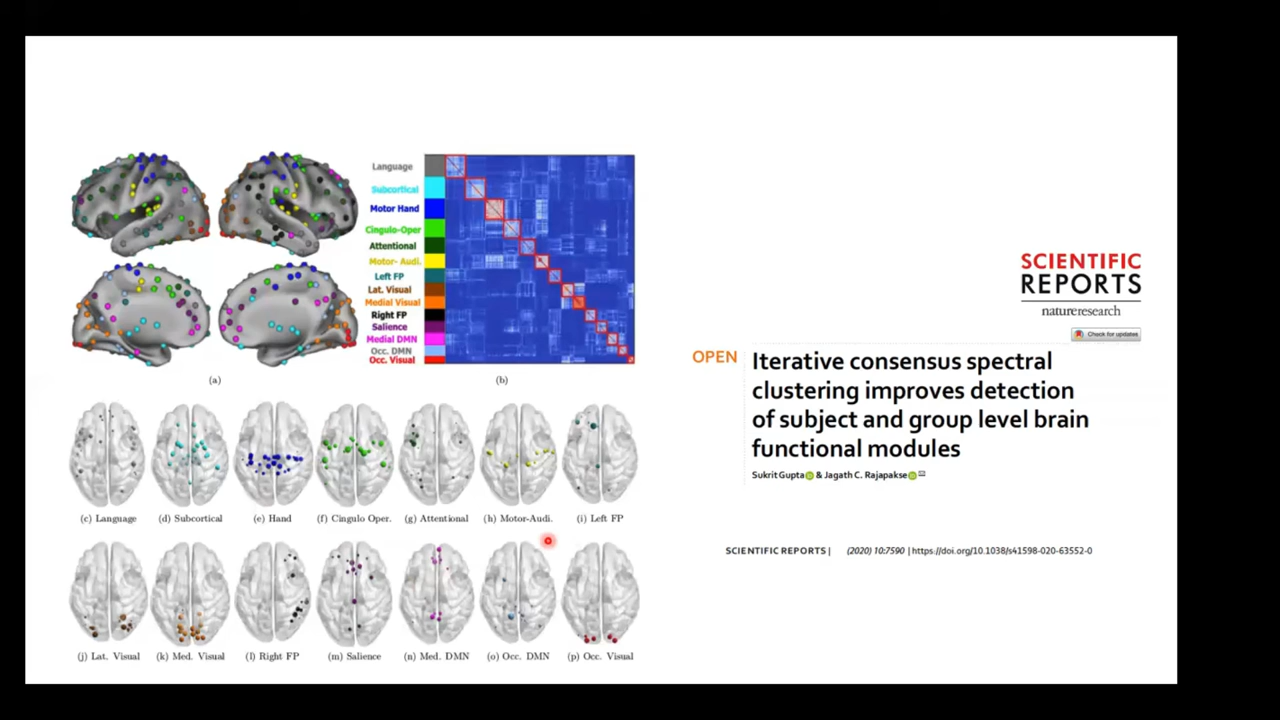 Language
Subcortical
Motor Hand
Cingulo-Oper
Attentional
Motor- Audi.
Left FP
Lat. Visual
Medial Visual
Right FP
Salience
Medial DMN
Occ. DMN
Occ. Visual
(a)
(b)
(c) Language
(d) Subcortical
(e) Hand
(f) Cingulo Oper.
(g) Attentional
(h) Motor-Audi.
(i) Left FP
(j) Lat. Visual
(k) Med. Visual
(l) Right FP
(m) Salience
(n) Med. DMN
(o) Occ. DMN
(p) Occ. Visual
SCIENTIFIC
REPORTS
natureresearch
Check for updates
OPEN Iterative consensus spectral
clustering improves detection
of subject and group level brain
functional modules
Sukrit Gupta & Jagath C. Rajapakse
SCIENTIFIC REPORTS | (2020) 10:7590 | https://doi.org/10.1038/s41598-020-63552-0